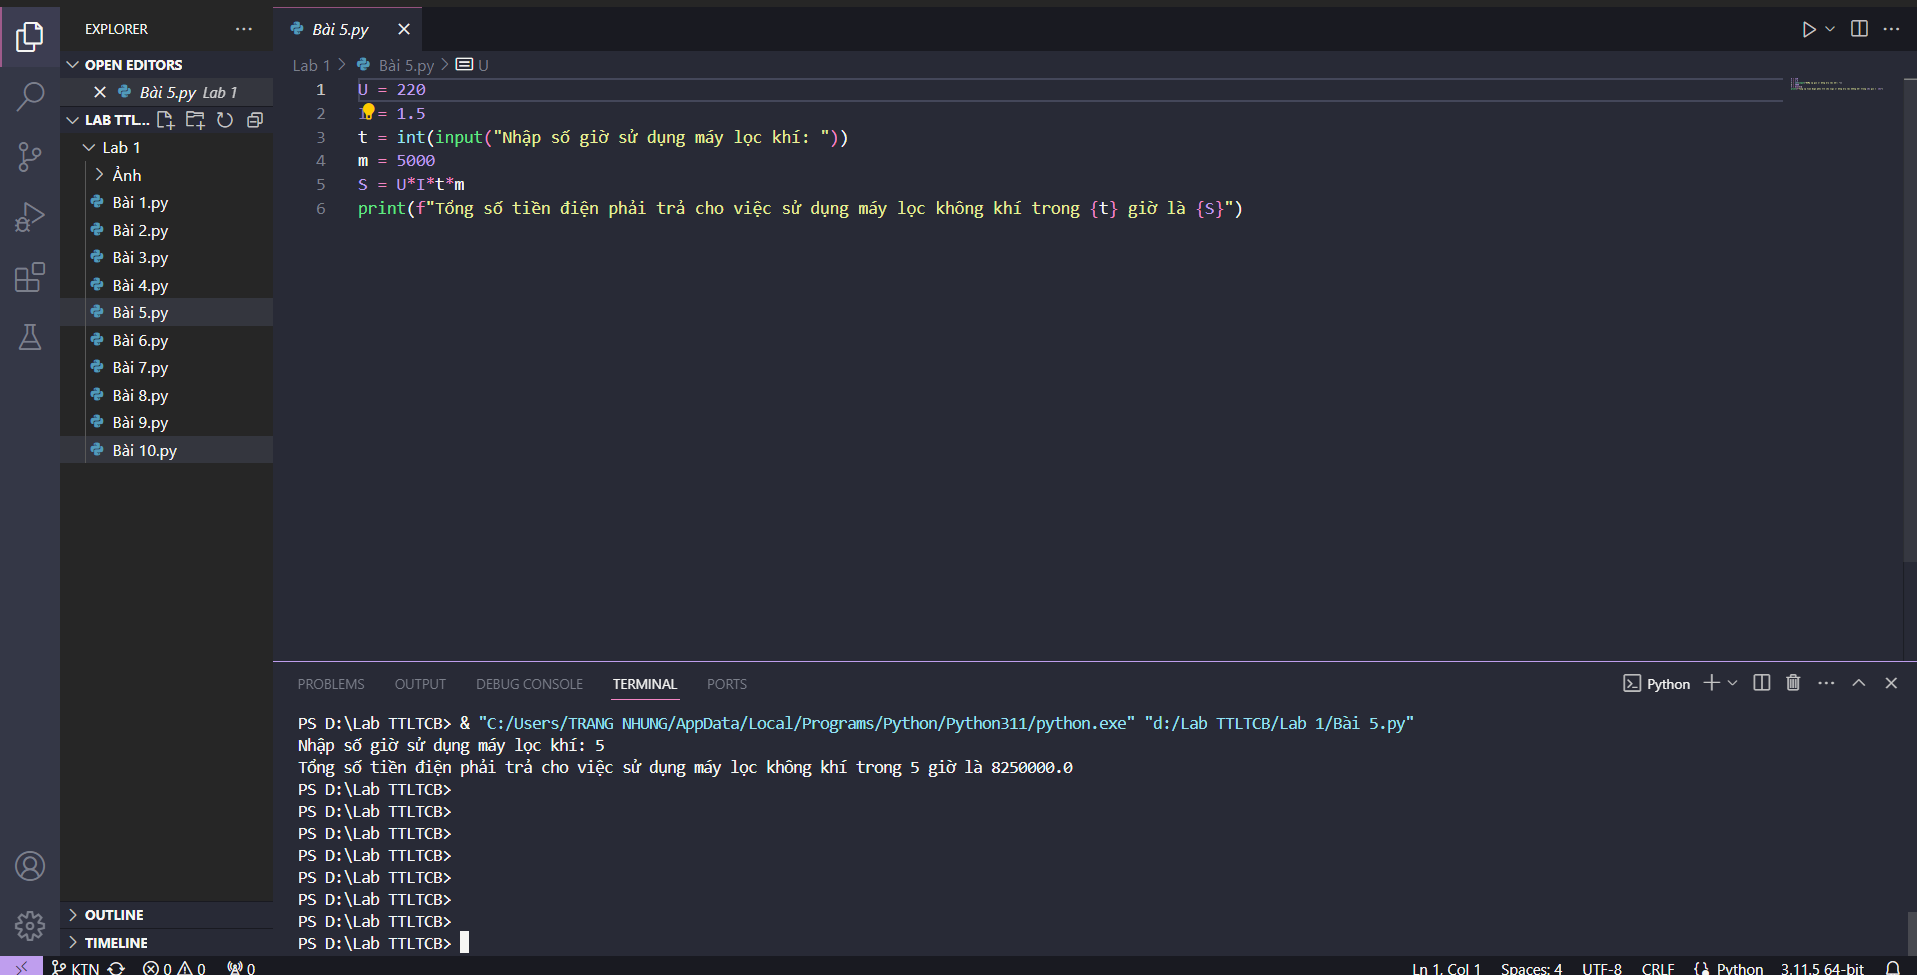 EXPLORER
OPEN EDITORS
Bài 5.py Lab 1
LAB TTL...
Lab 1
Ảnh
Bài 1.py
Bài 2.py
Bài 3.py
Bài 4.py
Bài 5.py
Bài 6.py
Bài 7.py
Bài 8.py
Bài 9.py
Bài 10.py
OUTLINE
TIMELINE
Bài 5.py
Lab 1 > Bài 5.py > U
1 U = 220
2 = 1.5
3 t = int(input("Nhập số giờ sử dụng máy lọc khí: "))
4 m = 5000
5 S = U*I*t*m
6 print(f"Tổng số tiền điện phải trả cho việc sử dụng máy lọc không khí trong {t} giờ là {S}")
PROBLEMS OUTPUT DEBUG CONSOLE TERMINAL PORTS
Python
PS D:\Lab TTLTCB> & "C:/Users/TRANG NHUNG/AppData/Local/Programs/Python/Python311/python.exe" "d:/Lab TTLTCB/Lab 1/Bài 5.py"
Nhập số giờ sử dụng máy lọc khí: 5
Tổng số tiền điện phải trả cho việc sử dụng máy lọc không khí trong 5 giờ là 8250000.0
PS D:\Lab TTLTCB>
PS D:\Lab TTLTCB>
PS D:\Lab TTLTCB>
PS D:\Lab TTLTCB>
PS D:\Lab TTLTCB>
PS D:\Lab TTLTCB>
PS D:\Lab TTLTCB>
PS D:\Lab TTLTCB>
KTN 0 0 0 Ln 1, Col 1 Spaces: 4 UTF-8 CRLF Python 3.11.5 64-bit